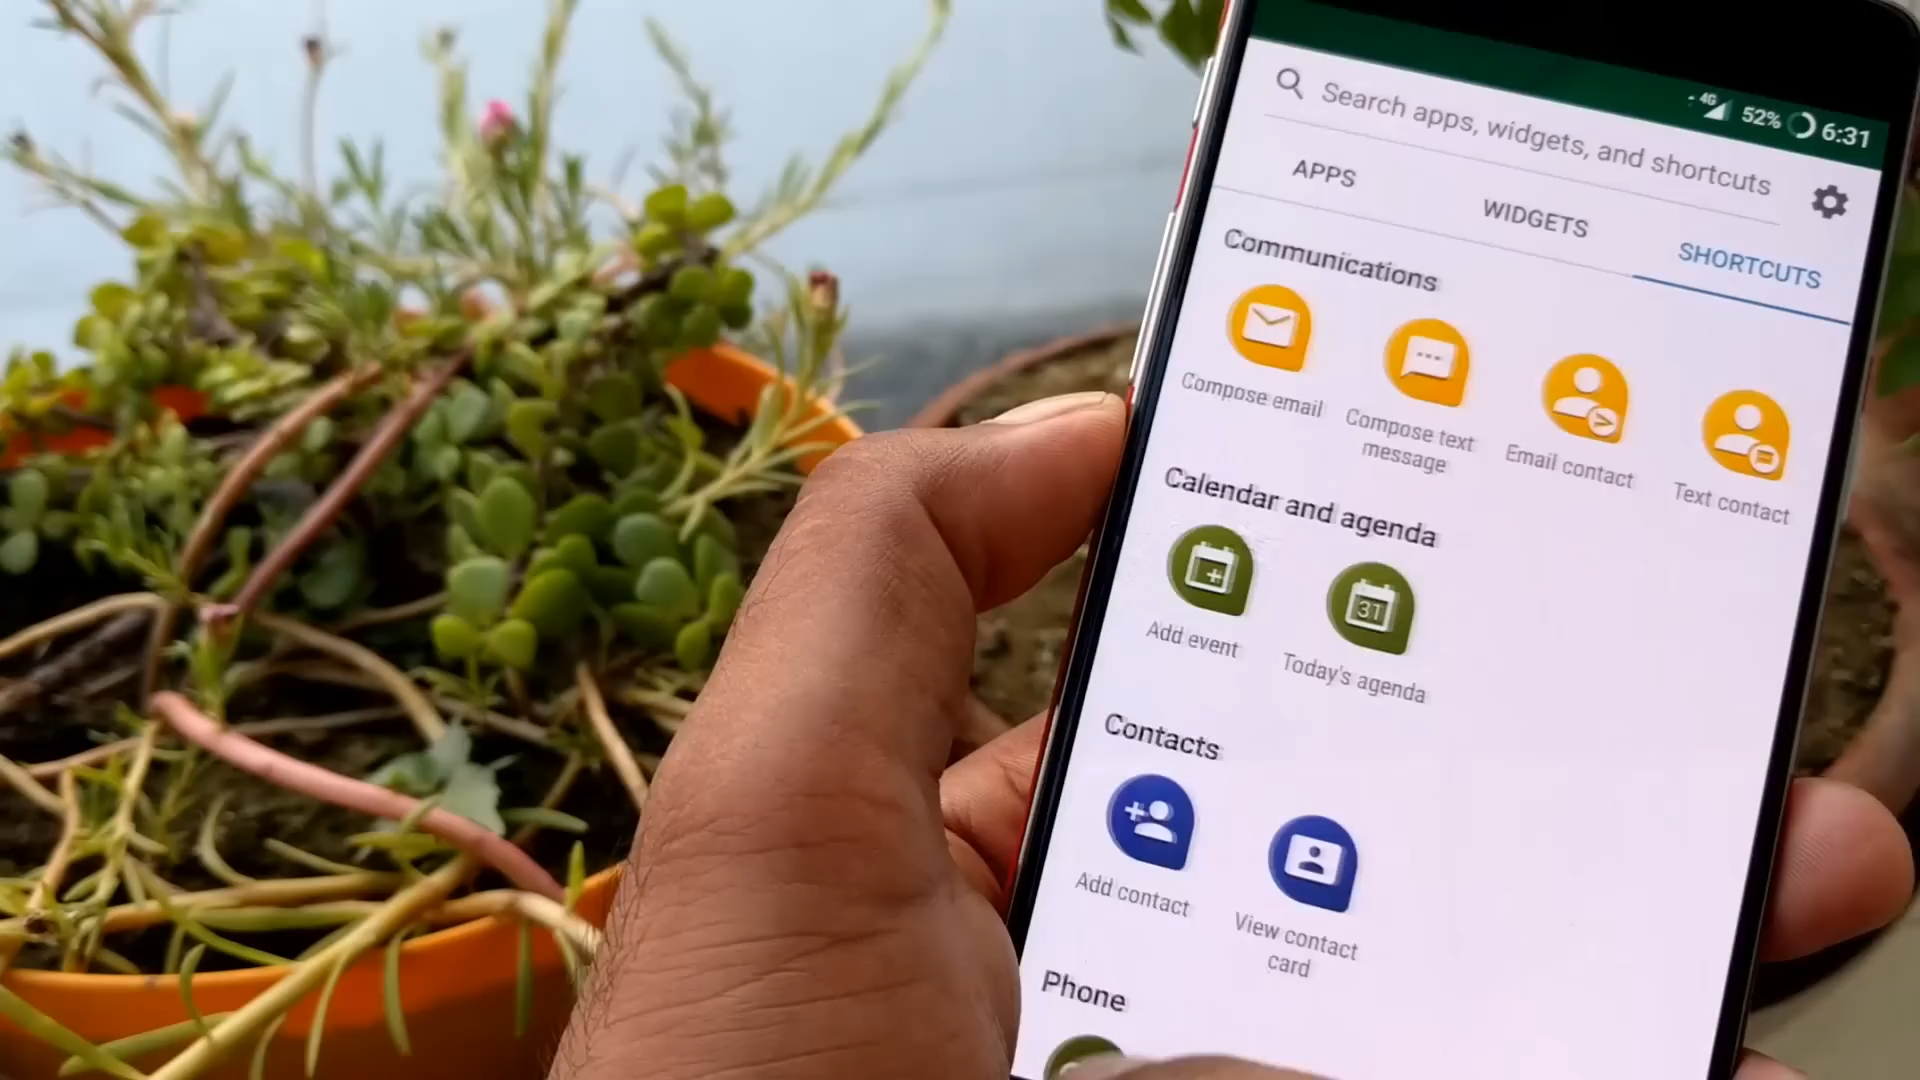 4G 52% 6:31
Search apps, widgets, and shortcuts
APPS WIDGETS SHORTCUTS
Communications
Compose email
Compose text
message
Email contact
Text contact
Calendar and agenda
31
Add event
Today's agenda
Contacts
Add contact
View contact
card
Phone